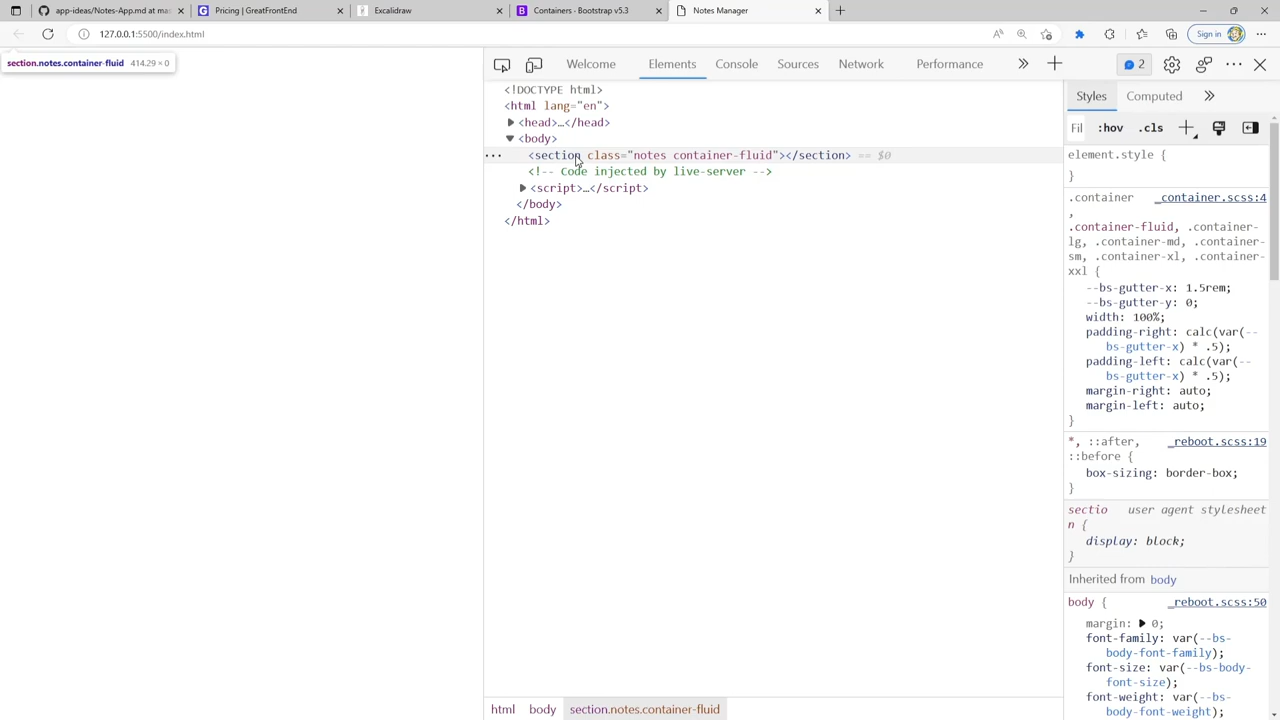 app-ideas/Notes-App.md at mas
Pricing | GreatFrontEnd
Excalidraw
B Containers · Bootstrap v5.3
Notes Manager
127.0.0.1:5500/index.html
Sign in
section.notes.container-fluid 414.29 × 0
Welcome
Elements
Console
Sources
Network
Performance
2
<!DOCTYPE html>
<html lang="en">
<head>…</head>
<body>
<section class="notes container-fluid"></section> == $0
<!-- Code injected by live-server -->
<script>…</script>
</body>
</html>
html body section.notes.container-fluid
Styles Computed
Fil :hov .cls
element.style {
}
.container _container.scss:4
,
.container-fluid, .container-
lg, .container-md, .container-
sm, .container-xl, .container-
xxl {
--bs-gutter-x: 1.5rem;
--bs-gutter-y: 0;
width: 100%;
padding-right: calc(var(--
bs-gutter-x) * .5);
padding-left: calc(var(--
bs-gutter-x) * .5);
margin-right: auto;
margin-left: auto;
}
*, ::after, _reboot.scss:19
::before {
box-sizing: border-box;
}
sectio user agent stylesheet
n {
display: block;
}
Inherited from body
body { _reboot.scss:50
margin: 0;
font-family: var(--bs-
body-font-family);
font-size: var(--bs-body-
font-size);
font-weight: var(--bs-
body-font-weight);